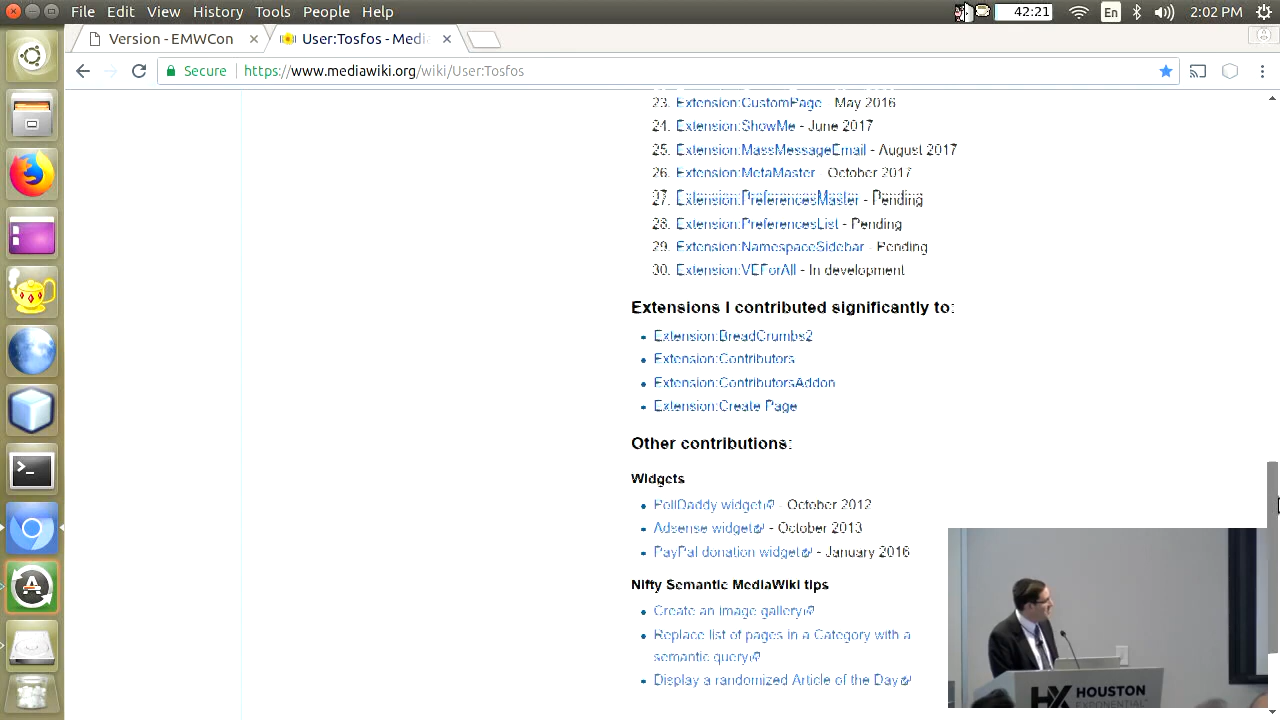 File Edit View History Tools People Help
42:21
En
2:02 PM
Version - EMWCon
User:Tosfos - Medi
Secure
https://www.mediawiki.org/wiki/User:Tosfos
23. Extension:CustomPage - May 2016
24. Extension:ShowMe - June 2017
25. Extension:MassMessageEmail - August 2017
26. Extension:MetaMaster - October 2017
27. Extension:PreferencesMaster - Pending
28. Extension:PreferencesList - Pending
29. Extension:NamespaceSidebar - Pending
30. Extension:VEForAll - In development
Extensions I contributed significantly to:
Extension:BreadCrumbs2
Extension:Contributors
Extension:ContributorsAddon
Extension:Create Page
Other contributions:
Widgets
PollDaddy widget - October 2012
Adsense widget - October 2013
PayPal donation widget - January 2016
Nifty Semantic MediaWiki tips
Create an image gallery
Replace list of pages in a Category with a
semantic query
Display a randomized Article of the Day
HX HOUSTON
EXPONENTIAL